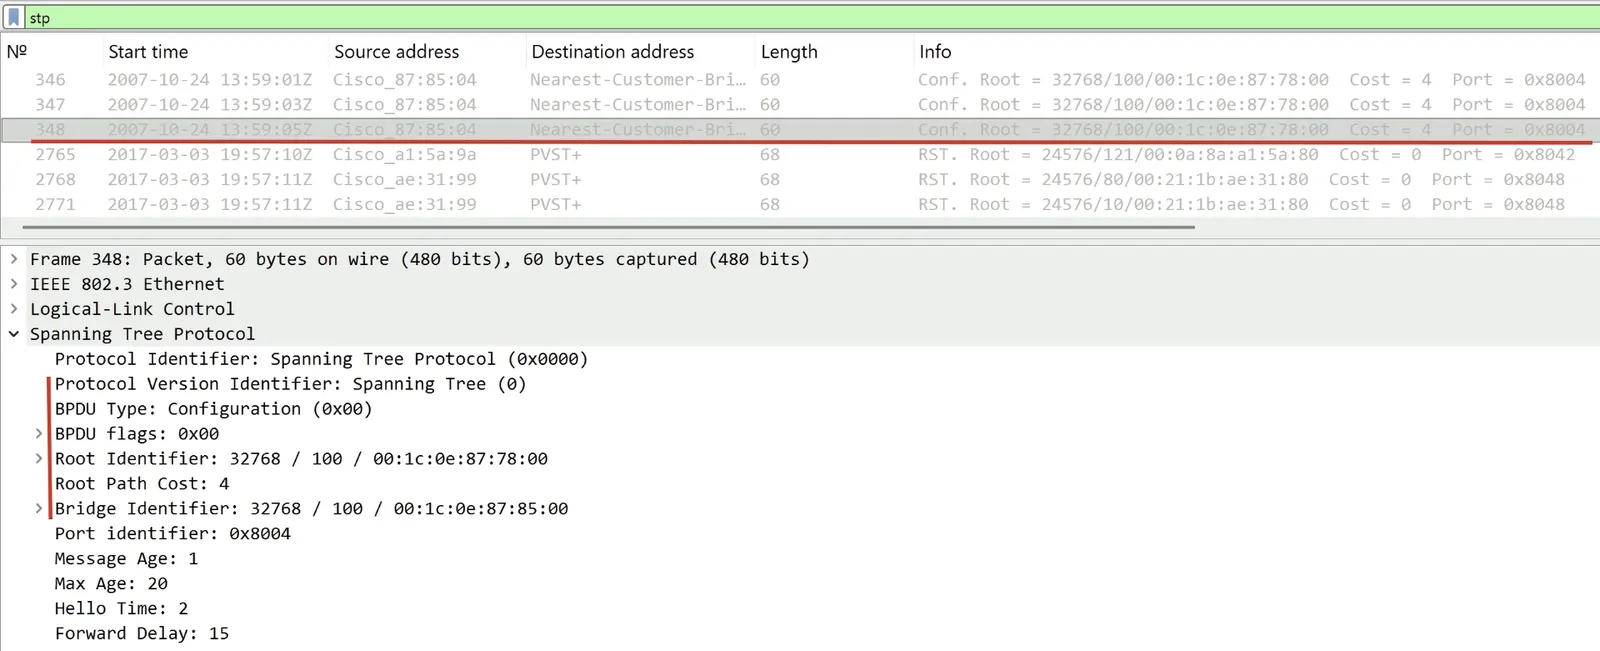 stp
№ Start time Source address Destination address Length Info
346 2007-10-24 13:59:01Z Cisco_87:85:04 Nearest-Customer-Bri… 60 Conf. Root = 32768/100/00:1c:0e:87:78:00 Cost = 4 Port = 0x8004
347 2007-10-24 13:59:03Z Cisco_87:85:04 Nearest-Customer-Bri… 60 Conf. Root = 32768/100/00:1c:0e:87:78:00 Cost = 4 Port = 0x8004
348 2007-10-24 13:59:05Z Cisco_87:85:04 Nearest-Customer-Bri… 60 Conf. Root = 32768/100/00:1c:0e:87:78:00 Cost = 4 Port = 0x8004
2765 2017-03-03 19:57:10Z Cisco_a1:5a:9a PVST+ 68 RST. Root = 24576/121/00:0a:8a:a1:5a:80 Cost = 0 Port = 0x8042
2768 2017-03-03 19:57:11Z Cisco_ae:31:99 PVST+ 68 RST. Root = 24576/80/00:21:1b:ae:31:80 Cost = 0 Port = 0x8048
2771 2017-03-03 19:57:11Z Cisco_ae:31:99 PVST+ 68 RST. Root = 24576/10/00:21:1b:ae:31:80 Cost = 0 Port = 0x8048
Frame 348: Packet, 60 bytes on wire (480 bits), 60 bytes captured (480 bits)
IEEE 802.3 Ethernet
Logical-Link Control
Spanning Tree Protocol
Protocol Identifier: Spanning Tree Protocol (0x0000)
Protocol Version Identifier: Spanning Tree (0)
BPDU Type: Configuration (0x00)
BPDU flags: 0x00
Root Identifier: 32768 / 100 / 00:1c:0e:87:78:00
Root Path Cost: 4
Bridge Identifier: 32768 / 100 / 00:1c:0e:87:85:00
Port identifier: 0x8004
Message Age: 1
Max Age: 20
Hello Time: 2
Forward Delay: 15